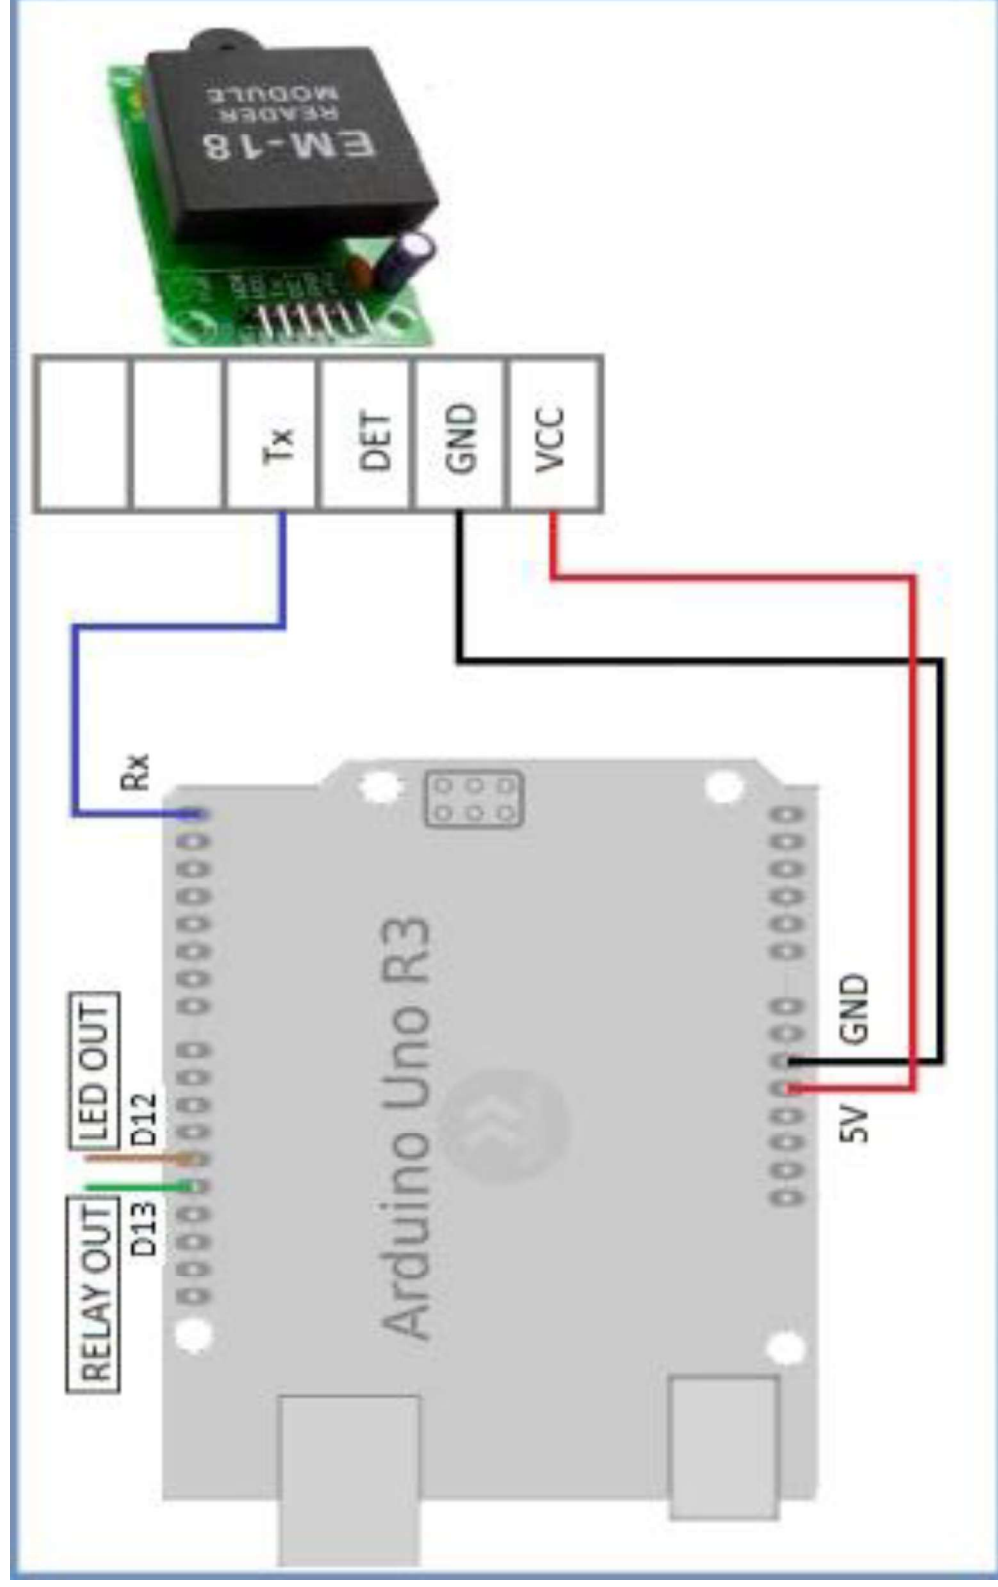 EM-18
READER
MODULE
Tx
DET
GND
VCC
Rx
LED OUT
D12
RELAY OUT
D13
Arduino Uno R3
GND
5V